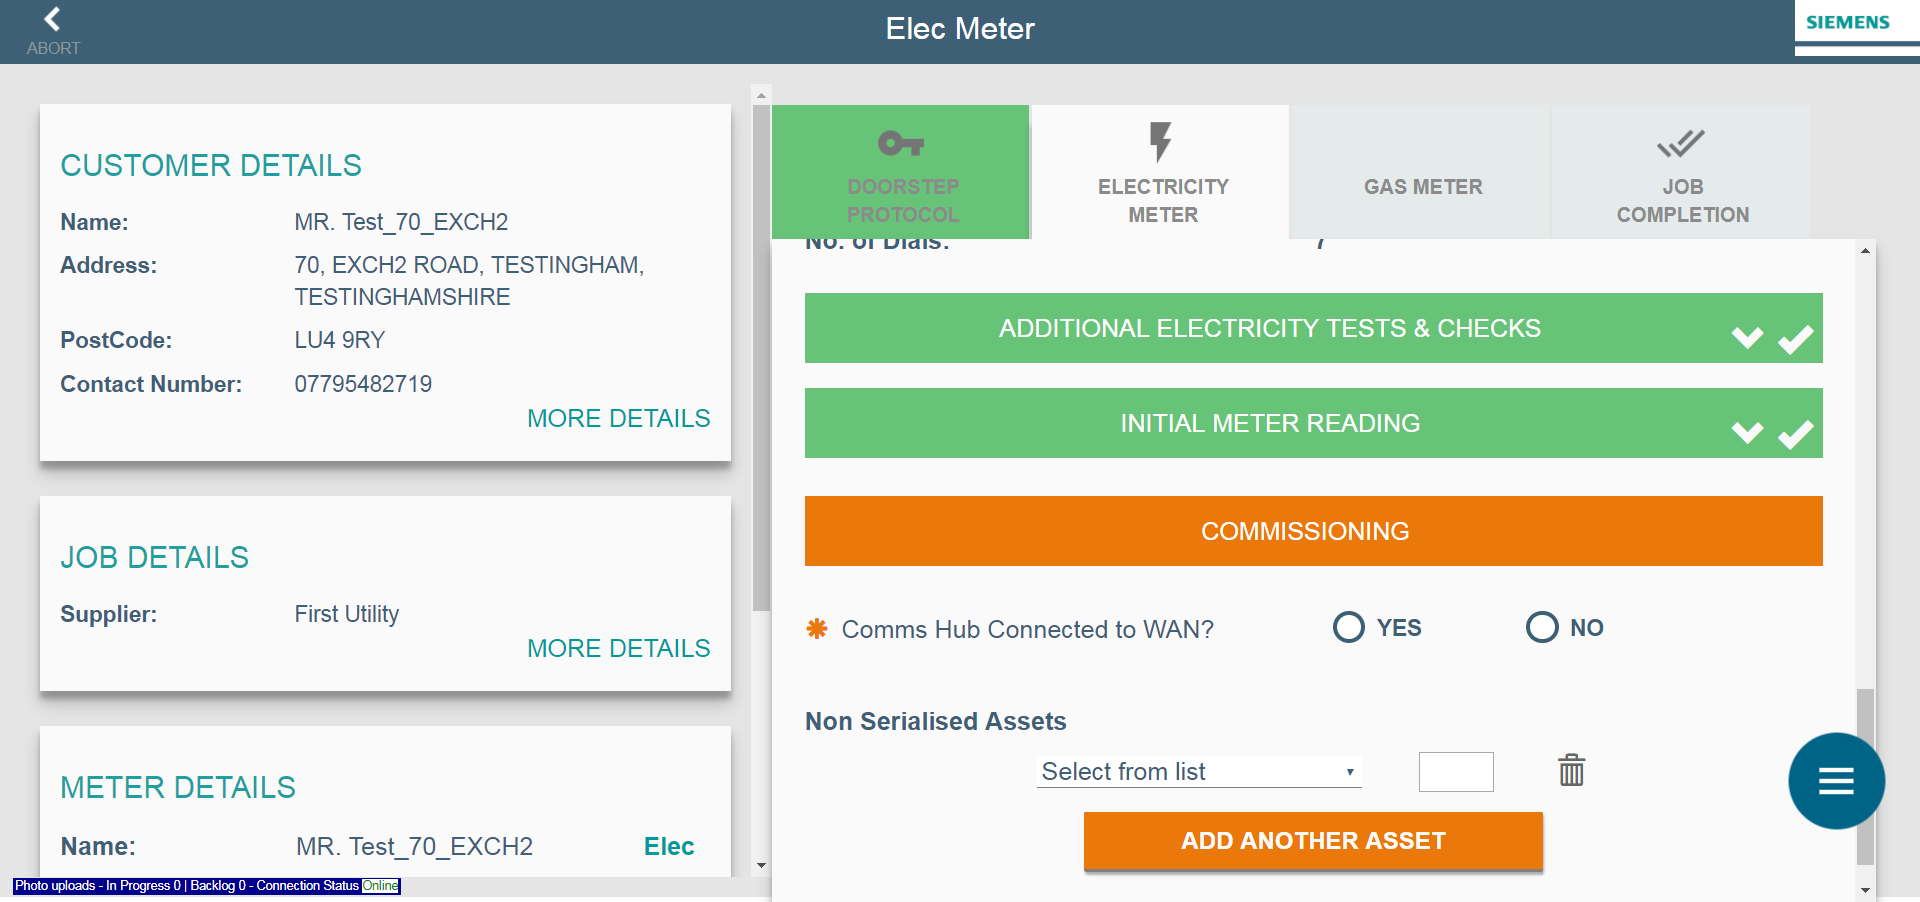 ABORT
Elec Meter
SIEMENS
CUSTOMER DETAILS
Name: MR. Test_70_EXCH2
Address: 70, EXCH2 ROAD, TESTINGHAM,
TESTINGHAMSHIRE
PostCode: LU4 9RY
Contact Number: 07795482719
MORE DETAILS
JOB DETAILS
Supplier: First Utility
MORE DETAILS
METER DETAILS
Name: MR. Test_70_EXCH2 Elec
Photo uploads - In Progress 0 | Backlog 0 - Connection Status Online
DOORSTEP
PROTOCOL
ELECTRICITY
METER
GAS METER
JOB
COMPLETION
No. of Dials: 7
ADDITIONAL ELECTRICITY TESTS & CHECKS
INITIAL METER READING
COMMISSIONING
✱ Comms Hub Connected to WAN? YES NO
Non Serialised Assets
Select from list
ADD ANOTHER ASSET